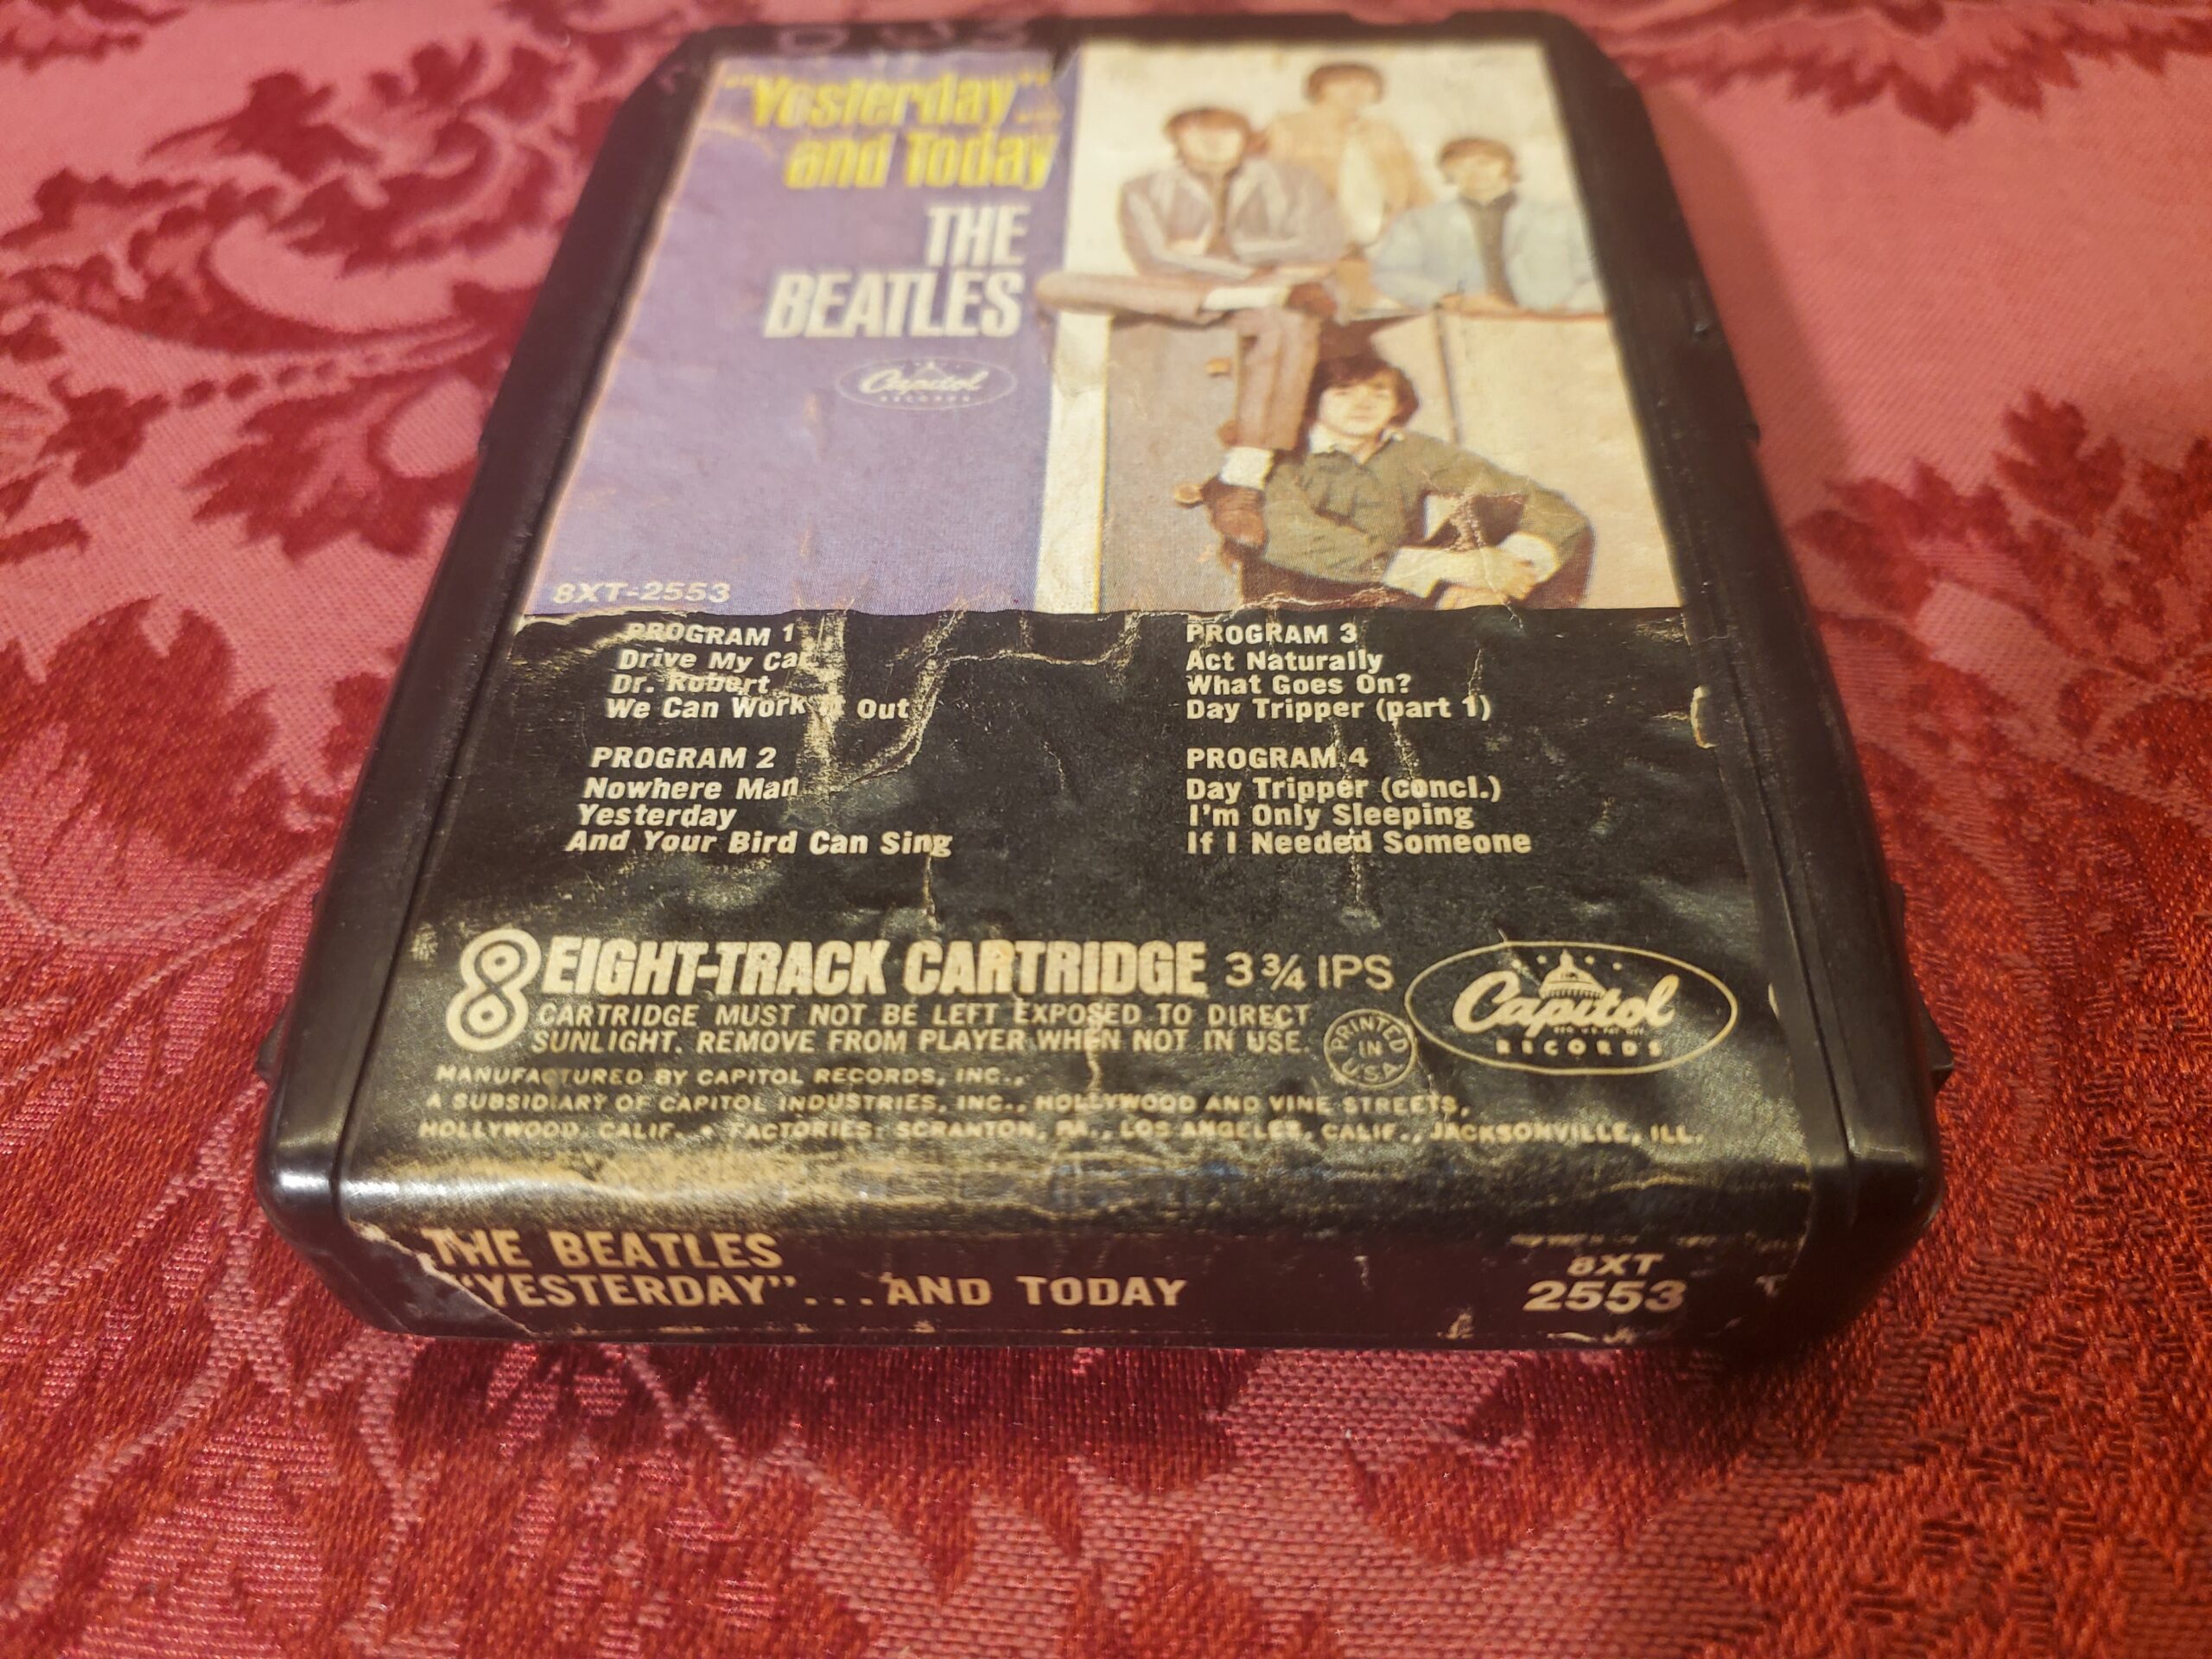 "Yesterday"...
and Today
THE
BEATLES
Capitol
RECORDS
8XT-2553
PROGRAM 1
Drive My Car
Dr. Robert
We Can Work It Out
PROGRAM 2
Nowhere Man
Yesterday
And Your Bird Can Sing
PROGRAM 3
Act Naturally
What Goes On?
Day Tripper (part 1)
PROGRAM 4
Day Tripper (concl.)
I'm Only Sleeping
If I Needed Someone
8 EIGHT-TRACK CARTRIDGE 3 3/4 IPS
CARTRIDGE MUST NOT BE LEFT EXPOSED TO DIRECT
SUNLIGHT. REMOVE FROM PLAYER WHEN NOT IN USE.
PRINTED
IN
U.S.A.
Capitol
RECORDS
MANUFACTURED BY CAPITOL RECORDS, INC.,
A SUBSIDIARY OF CAPITOL INDUSTRIES, INC., HOLLYWOOD AND VINE STREETS,
HOLLYWOOD, CALIF. • FACTORIES: SCRANTON, PA., LOS ANGELES, CALIF., JACKSONVILLE, ILL.
THE BEATLES
"YESTERDAY"...AND TODAY
8XT
2553